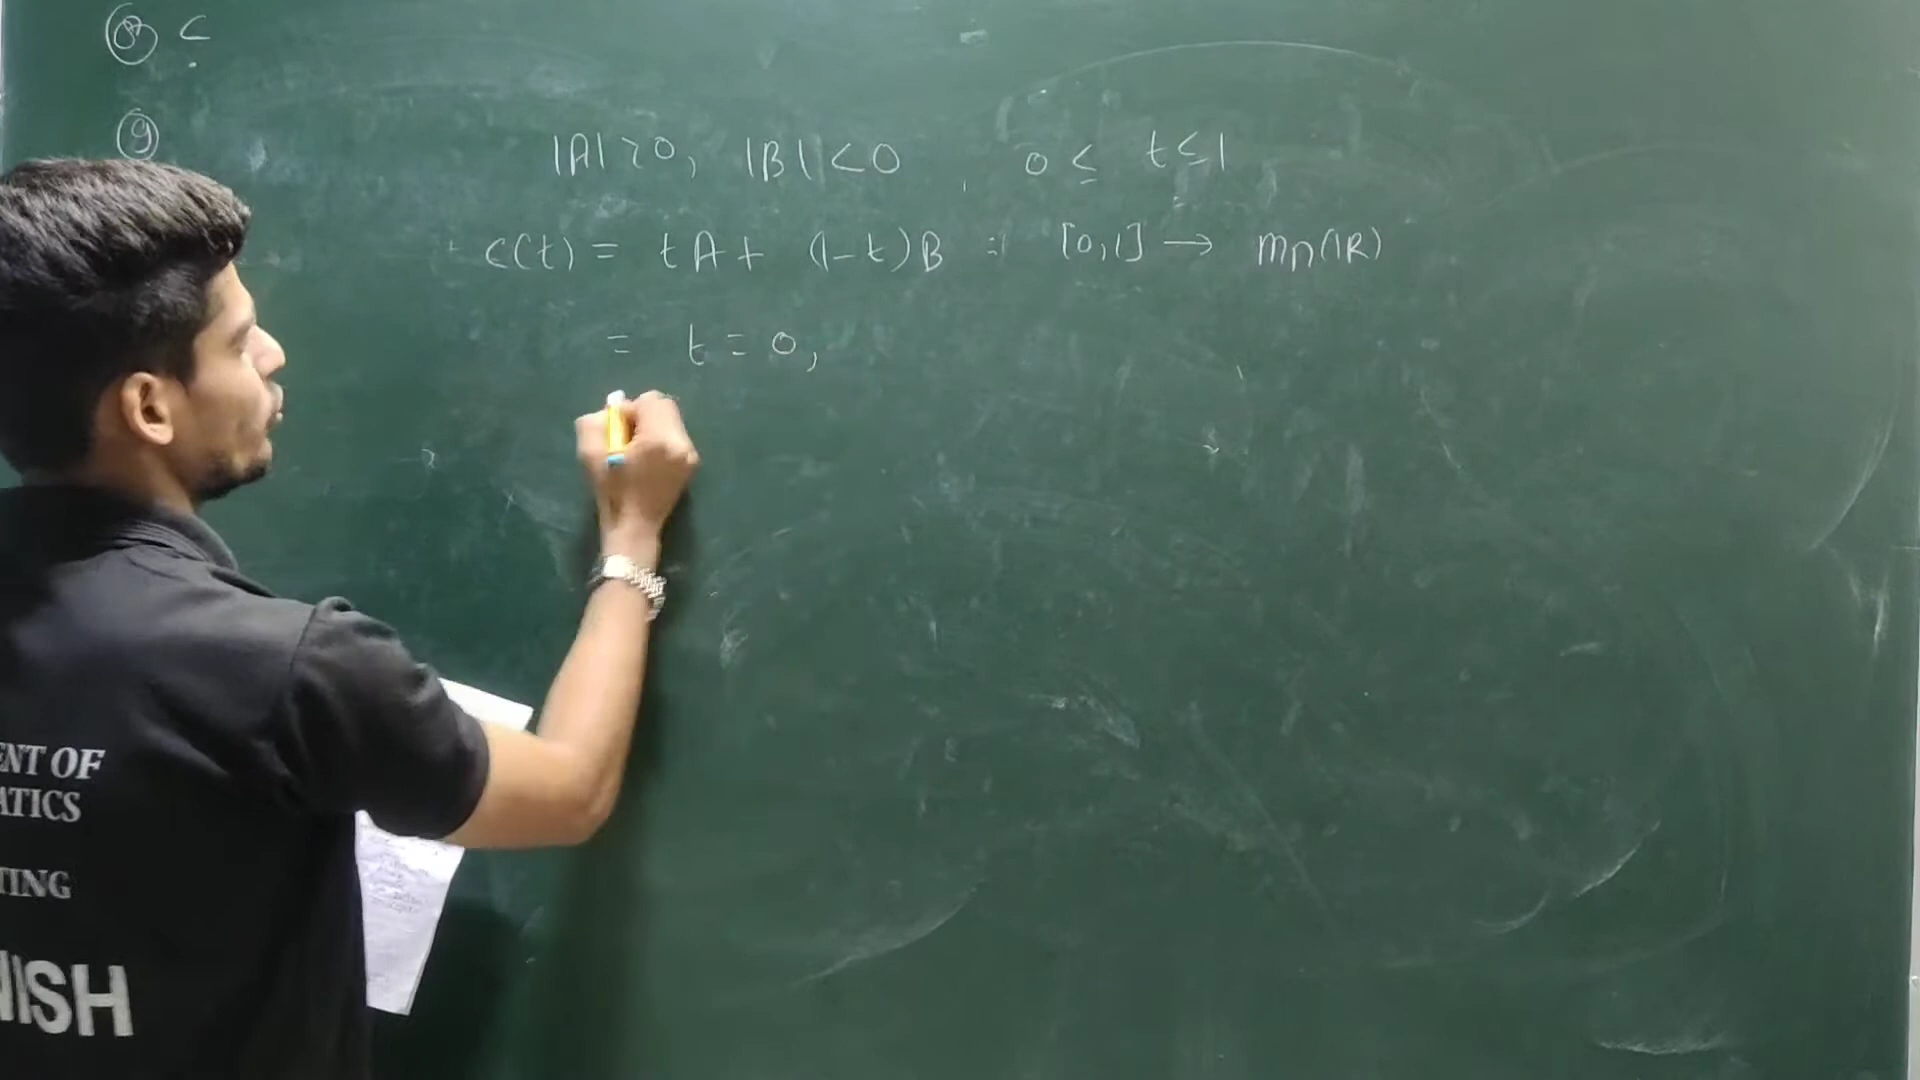 8 C
9
|A| > 0, |B| < 0, 0 ≤ t ≤ 1
C(t) = tA + (1-t)B : [0,1] → Mn(IR)
= t = 0,
ENT OF
ATICS
TING
NISH